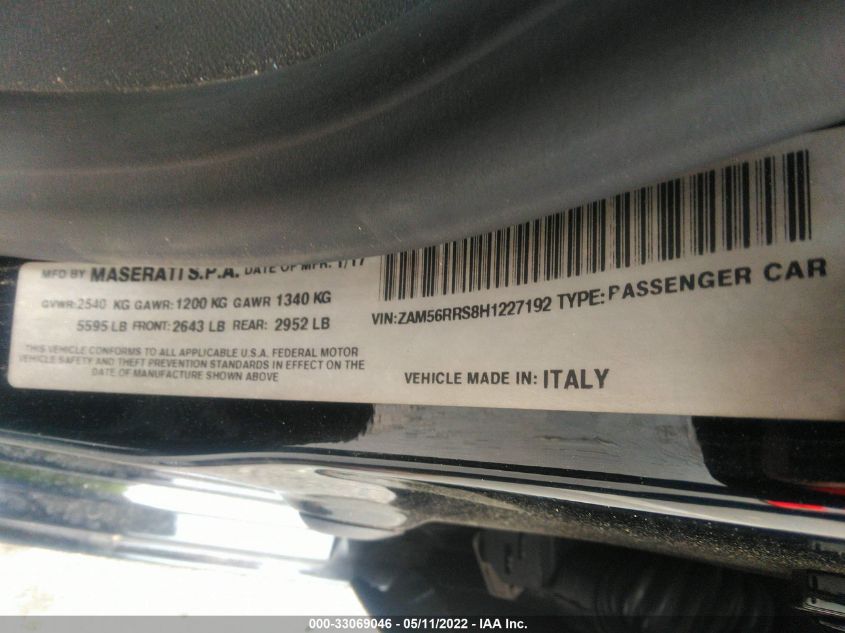 MFD BY MASERATI S.P.A. DATE OF MFR. 1/17
GVWR:2540 KG GAWR:1200 KG GAWR 1340 KG
5595 LB FRONT:2643 LB REAR: 2952 LB
THIS VEHICLE CONFORMS TO ALL APPLICABLE U.S.A. FEDERAL MOTOR
VEHICLE SAFETY AND THEFT PREVENTION STANDARDS IN EFFECT ON THE
DATE OF MANUFACTURE SHOWN ABOVE
VIN:ZAM56RRS8H1227192 TYPE:PASSENGER CAR
VEHICLE MADE IN: ITALY
000-33069046 - 05/11/2022 - IAA Inc.